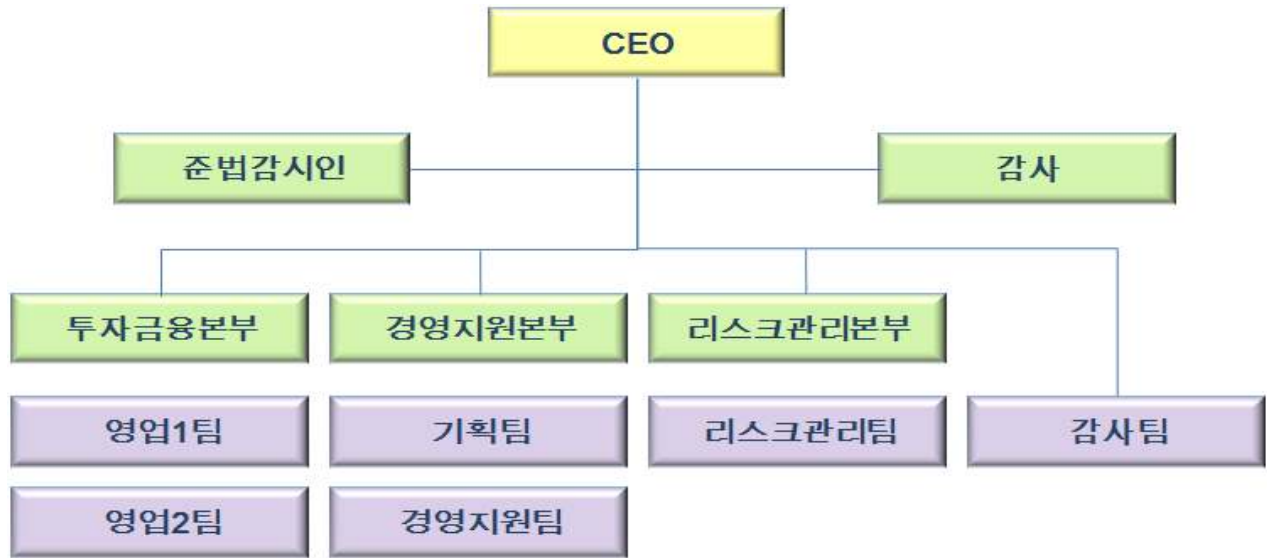 CEO
준법감시인
감사
투자금융본부
경영지원본부
리스크관리본부
영업1팀
기획팀
리스크관리팀
감사팀
영업2팀
경영지원팀